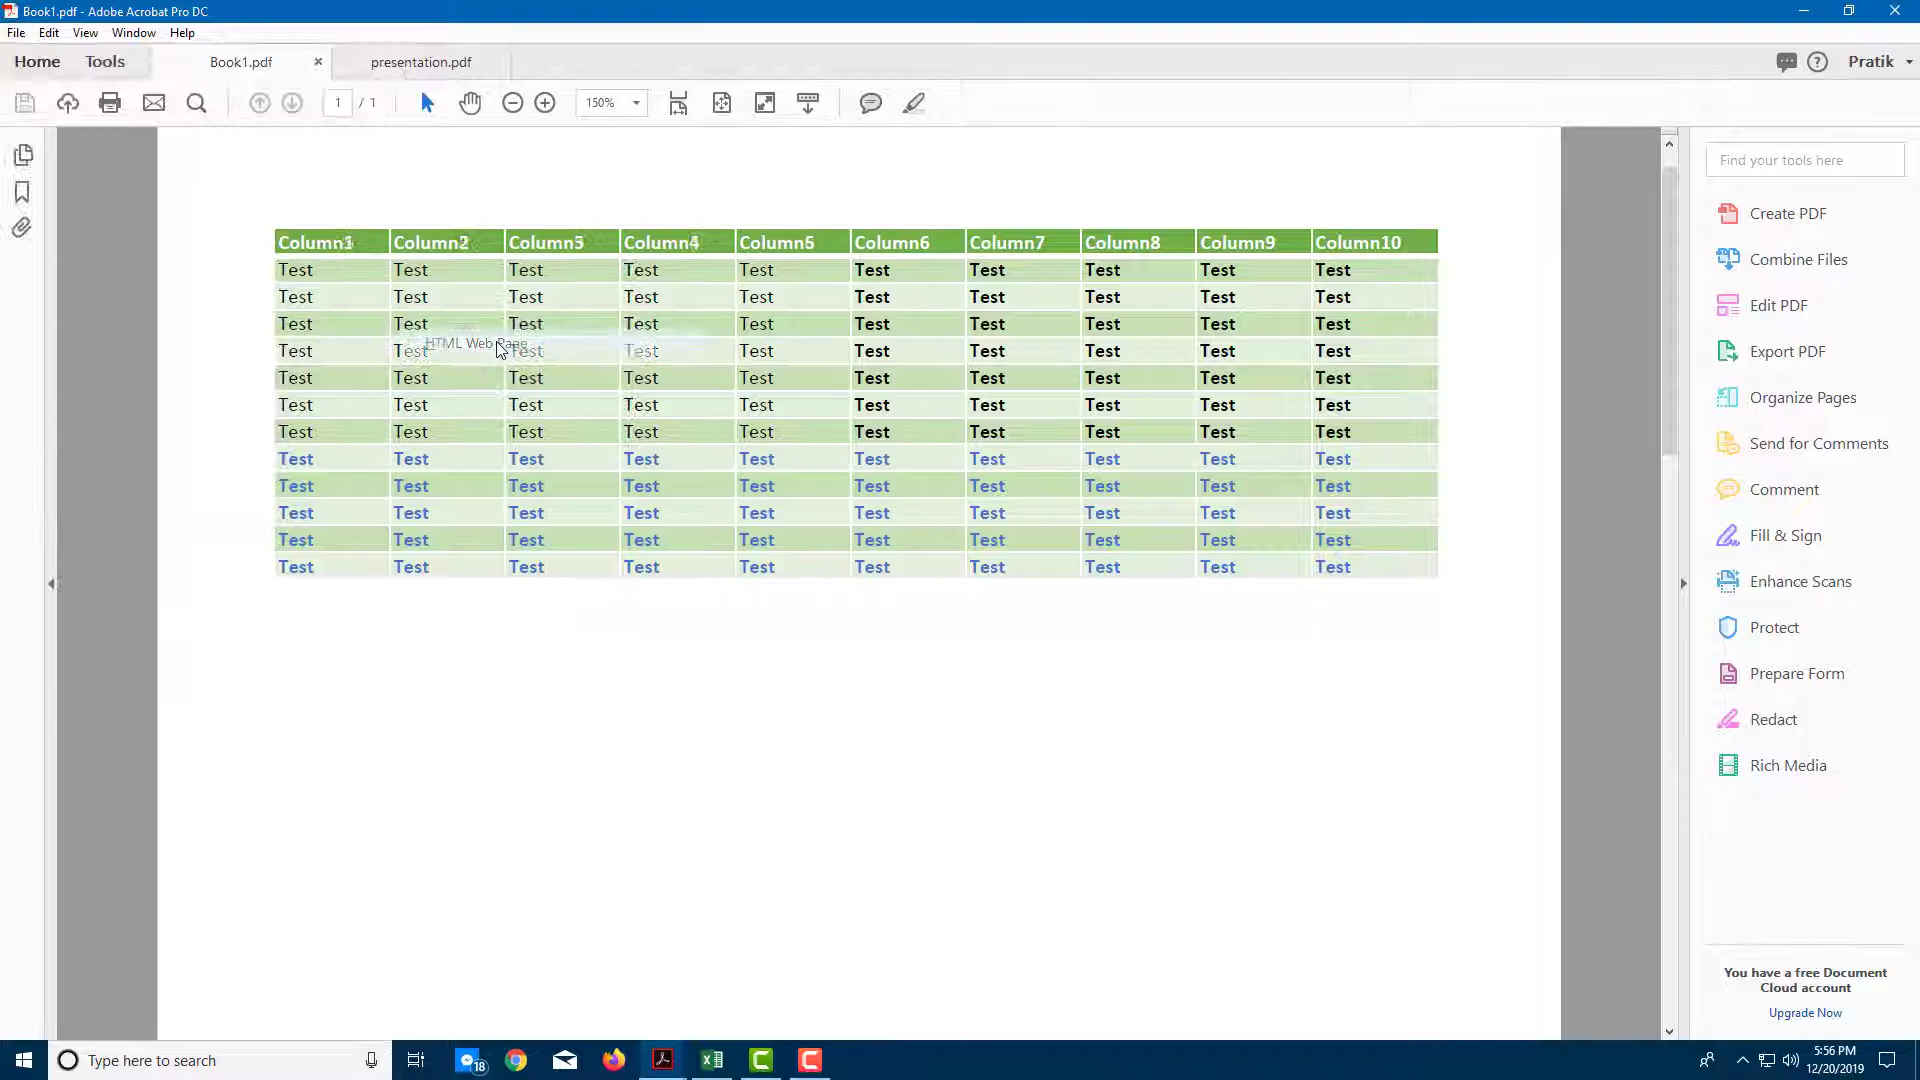 Book1.pdf - Adobe Acrobat Pro DC
File Edit View Window Help
Home Tools Book1.pdf presentation.pdf Pratik
1 / 1 150%
Find your tools here
Create PDF
Combine Files
Edit PDF
Export PDF
Organize Pages
Send for Comments
Comment
Fill & Sign
Enhance Scans
Protect
Prepare Form
Redact
Rich Media
Column1 Column2 Column3 Column4 Column5 Column6 Column7 Column8 Column9 Column10
Test Test Test Test Test Test Test Test Test Test
Test Test Test Test Test Test Test Test Test Test
Test Test Test Test Test Test Test Test Test Test
HTML Web Page
Test Test Test Test Test Test Test Test Test Test
Test Test Test Test Test Test Test Test Test Test
Test Test Test Test Test Test Test Test Test Test
Test Test Test Test Test Test Test Test Test Test
Test Test Test Test Test Test Test Test Test Test
Test Test Test Test Test Test Test Test Test Test
Test Test Test Test Test Test Test Test Test Test
Test Test Test Test Test Test Test Test Test Test
Test Test Test Test Test Test Test Test Test Test
You have a free Document
Cloud account
Upgrade Now
Type here to search
18
5:56 PM
12/20/2019